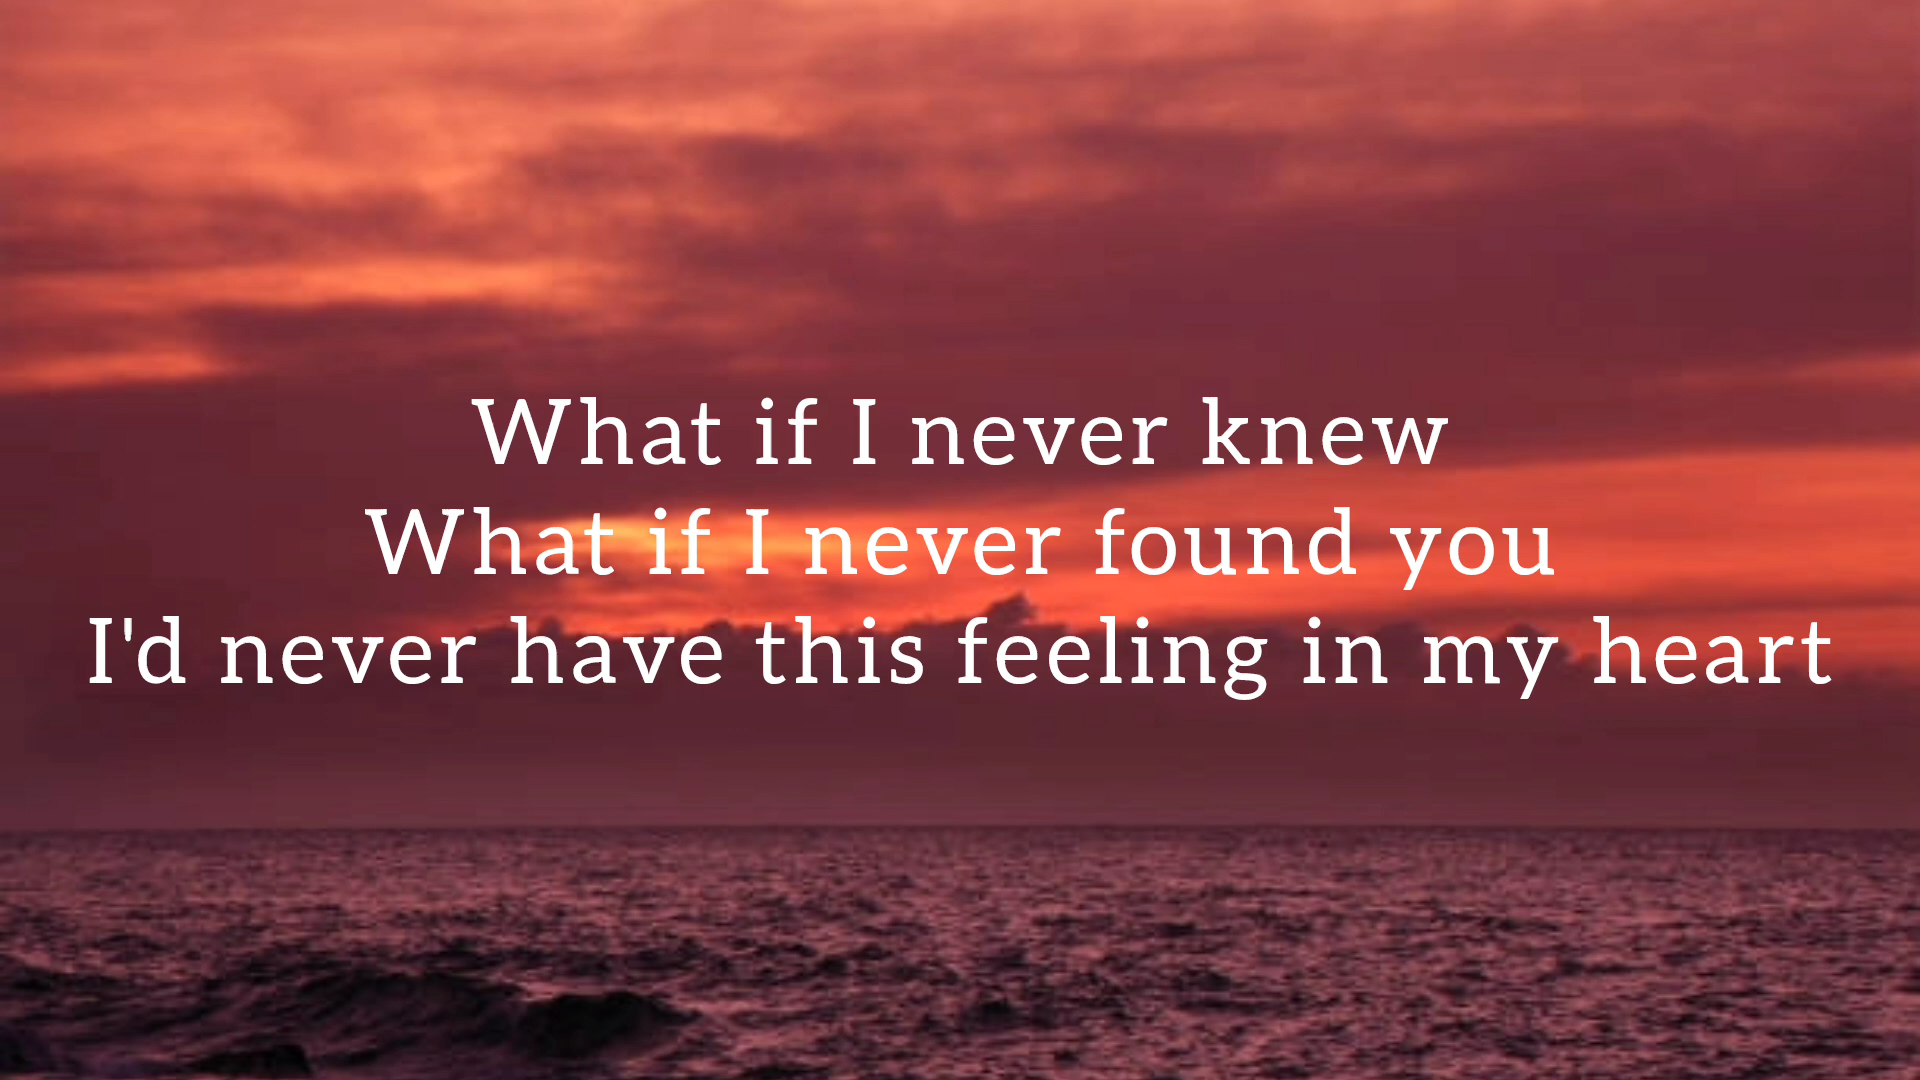 What if I never knew
What if I never found you
I'd never have this feeling in my heart